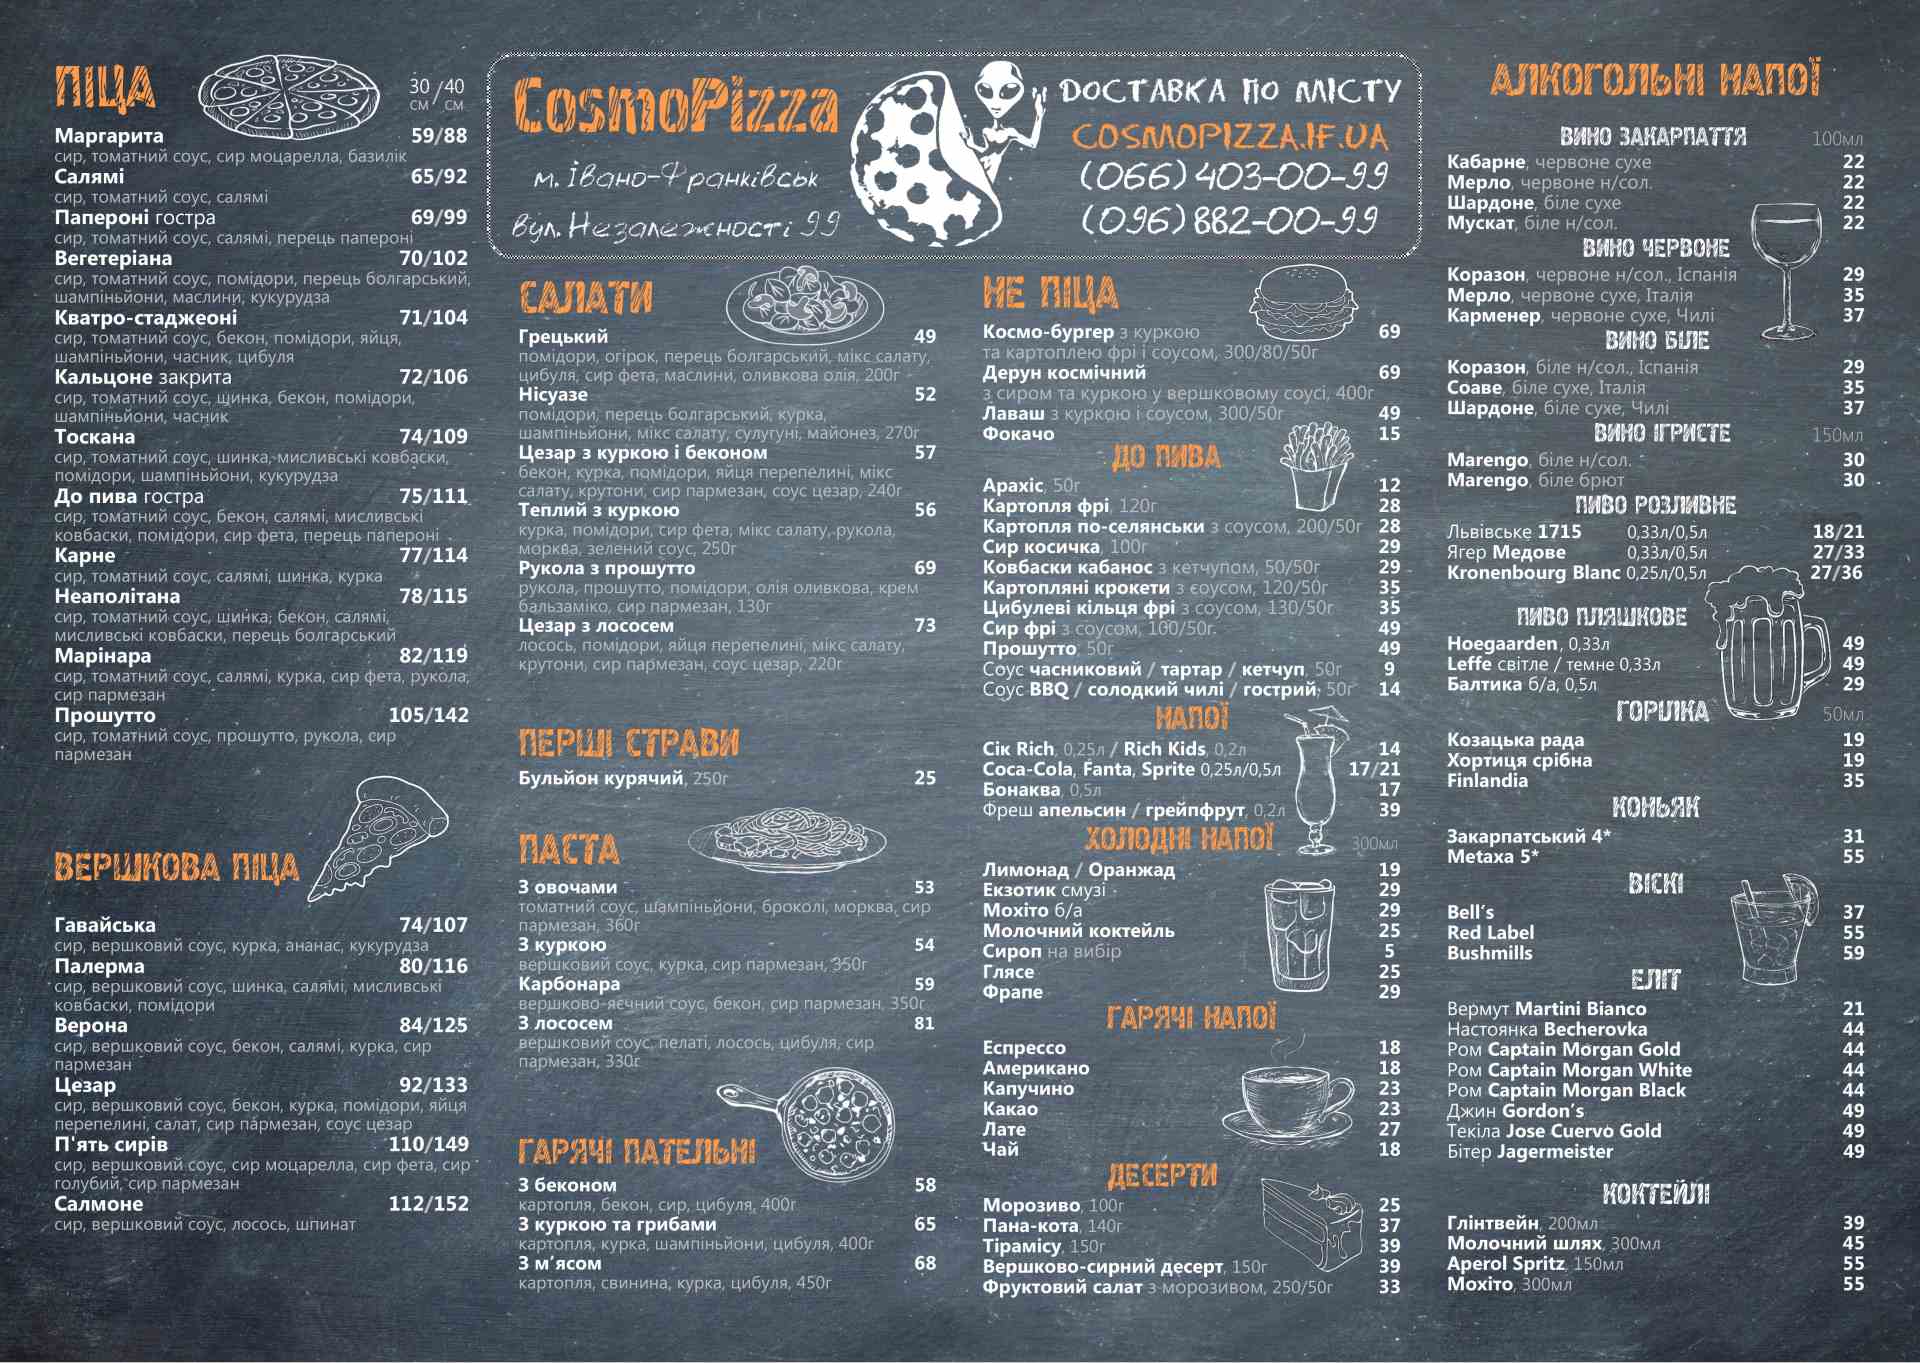 ПІЦА
30/40
СМ СМ
Маргарита 59/88
сир, томатний соус, сир моцарелла, базилік
Салямі 65/92
сир, томатний соус, салямі
Папероні гостра 69/99
сир, томатний соус, салямі, перець папероні
Вегетеріана 70/102
сир, томатний соус, помідори, перець болгарський,
шампіньйони, маслини, кукурудза
Кватро-стаджеоні 71/104
сир, томатний соус, бекон, помідори, яйця,
шампіньйони, часник, цибуля
Кальцоне закрита 72/106
сир, томатний соус, шинка, бекон, помідори,
шампіньйони, часник
Тоскана 74/109
сир, томатний соус, шинка, мисливські ковбаски,
помідори, шампіньйони, кукурудза
До пива гостра 75/111
сир, томатний соус, бекон, салямі, мисливські
ковбаски, помідори, сир фета, перець папероні
Карне 77/114
сир, томатний соус, салямі, шинка, курка
Неаполітана 78/115
сир, томатний соус, шинка, бекон, салямі,
мисливські ковбаски, перець болгарський
Марінара 82/119
сир, томатний соус, салямі, курка, сир фета, рукола,
сир пармезан
Прошутто 105/142
сир, томатний соус, прошутто, рукола, сир
пармезан
ВЕРШКОВА ПІЦА
Гавайська 74/107
сир, вершковий соус, курка, ананас, кукурудза
Палерма 80/116
сир, вершковий соус, шинка, салямі, мисливські
ковбаски, помідори
Верона 84/125
сир, вершковий соус, бекон, салямі, курка, сир
пармезан
Цезар 92/133
сир, вершковий соус, бекон, курка, помідори, яйця
перепелині, салат, сир пармезан, соус цезар
П'ять сирів 110/149
сир, вершковий соус, сир моцарелла, сир фета, сир
голубий, сир пармезан
Салмоне 112/152
сир, вершковий соус, лосось, шпинат
CosmoPizza
м. Івано-Франківськ
вул. Незалежності 99
ДОСТАВКА ПО МІСТУ
COSMOPIZZA.IF.UA
(066) 403-00-99
(096) 882-00-99
САЛАТИ
Грецький 49
помідори, огірок, перець болгарський, мікс салату,
цибуля, сир фета, маслини, оливкова олія, 200г
Нісуазе 52
помідори, перець болгарський, курка,
шампіньйони, мікс салату, сулугуні, майонез, 270г
Цезар з куркою і беконом 57
бекон, курка, помідори, яйця перепелині, мікс
салату, крутони, сир пармезан, соус цезар, 240г
Теплий з куркою 56
курка, помідори, сир фета, мікс салату, рукола,
морква, зелений соус, 250г
Рукола з прошутто 69
рукола, прошутто, помідори, олія оливкова, крем
бальзаміко, сир пармезан, 130г
Цезар з лососем 73
лосось, помідори, яйця перепелині, мікс салату,
крутони, сир пармезан, соус цезар, 220г
ПЕРШІ СТРАВИ
Бульйон курячий, 250г 25
ПАСТА
З овочами 53
томатний соус, шампіньйони, броколі, морква, сир
пармезан, 360г
З куркою 54
вершковий соус, курка, сир пармезан, 350г
Карбонара 59
вершково-яєчний соус, бекон, сир пармезан, 350г
З лососем 81
вершковий соус, пелаті, лосось, цибуля, сир
пармезан, 330г
ГАРЯЧІ ПАТЕЛЬНІ
З беконом 58
картопля, бекон, сир, цибуля, 400г
З куркою та грибами 65
картопля, курка, шампіньйони, цибуля, 400г
З м’ясом 68
картопля, свинина, курка, цибуля, 450г
НЕ ПІЦА
Космо-бургер з куркою 69
та картоплею фрі і соусом, 300/80/50г
Дерун космічний 69
з сиром та куркою у вершковому соусі, 400г
Лаваш з куркою і соусом, 300/50г 49
Фокачо 15
ДО ПИВА
Арахіс, 50г 12
Картопля фрі, 120г 28
Картопля по-селянськи з соусом, 200/50г 28
Сир косичка, 100г 29
Ковбаски кабанос з кетчупом, 50/50г 29
Картопляні крокети з соусом, 120/50г 35
Цибулеві кільця фрі з соусом, 130/50г 35
Сир фрі з соусом, 100/50г 49
Прошутто, 50г 49
Соус часниковий / тартар / кетчуп, 50г 9
Соус BBQ / солодкий чилі / гострий, 50г 14
НАПОЇ
Сік Rich, 0,25л / Rich Kids, 0,2л 14
Coca-Cola, Fanta, Sprite 0,25л/0,5л 17/21
Бонаква, 0,5л 17
Фреш апельсин / грейпфрут, 0,2л 39
ХОЛОДНІ НАПОЇ 300мл
Лимонад / Оранжад 19
Екзотик смузі 29
Мохіто б/а 29
Молочний коктейль 25
Сироп на вибір 5
Глясе 25
Фрапе 29
ГАРЯЧІ НАПОЇ
Еспрессо 18
Американо 18
Капучино 23
Какао 23
Лате 27
Чай 18
ДЕСЕРТИ
Морозиво, 100г 25
Пана-кота, 140г 37
Тірамісу, 150г 39
Вершково-сирний десерт, 150г 39
Фруктовий салат з морозивом, 250/50г 33
АЛКОГОЛЬНІ НАПОЇ
ВИНО ЗАКАРПАТТЯ 100мл
Кабарне, червоне сухе 22
Мерло, червоне н/сол. 22
Шардоне, біле сухе 22
Мускат, біле н/сол. 22
ВИНО ЧЕРВОНЕ
Коразон, червоне н/сол., Іспанія 29
Мерло, червоне сухе, Італія 35
Карменер, червоне сухе, Чилі 37
ВИНО БІЛЕ
Коразон, біле н/сол., Іспанія 29
Соаве, біле сухе, Італія 35
Шардоне, біле сухе, Чилі 37
ВИНО ІГРИСТЕ 150мл
Marengo, біле н/сол. 30
Marengo, біле брют 30
ПИВО РОЗЛИВНЕ
Львівське 1715 0,33л/0,5л 18/21
Ягер Медове 0,33л/0,5л 27/33
Kronenbourg Blanc 0,25л/0,5л 27/36
ПИВО ПЛЯШКОВЕ
Hoegaarden, 0,33л 49
Leffe світле / темне 0,33л 49
Балтика б/а, 0,5л 29
ГОРІЛКА 50мл
Козацька рада 19
Хортиця срібна 19
Finlandia 35
КОНЬЯК
Закарпатський 4* 31
Metaxa 5* 55
ВІСКІ
Bell’s 37
Red Label 55
Bushmills 59
ЕЛІТ
Вермут Martini Bianco 21
Настоянка Becherovka 44
Ром Captain Morgan Gold 44
Ром Captain Morgan White 44
Ром Captain Morgan Black 44
Джин Gordon’s 49
Текіла Jose Cuervo Gold 49
Бітер Jagermeister 49
КОКТЕЙЛІ
Глінтвейн, 200мл 39
Молочний шлях, 300мл 45
Aperol Spritz, 150мл 55
Мохіто, 300мл 55